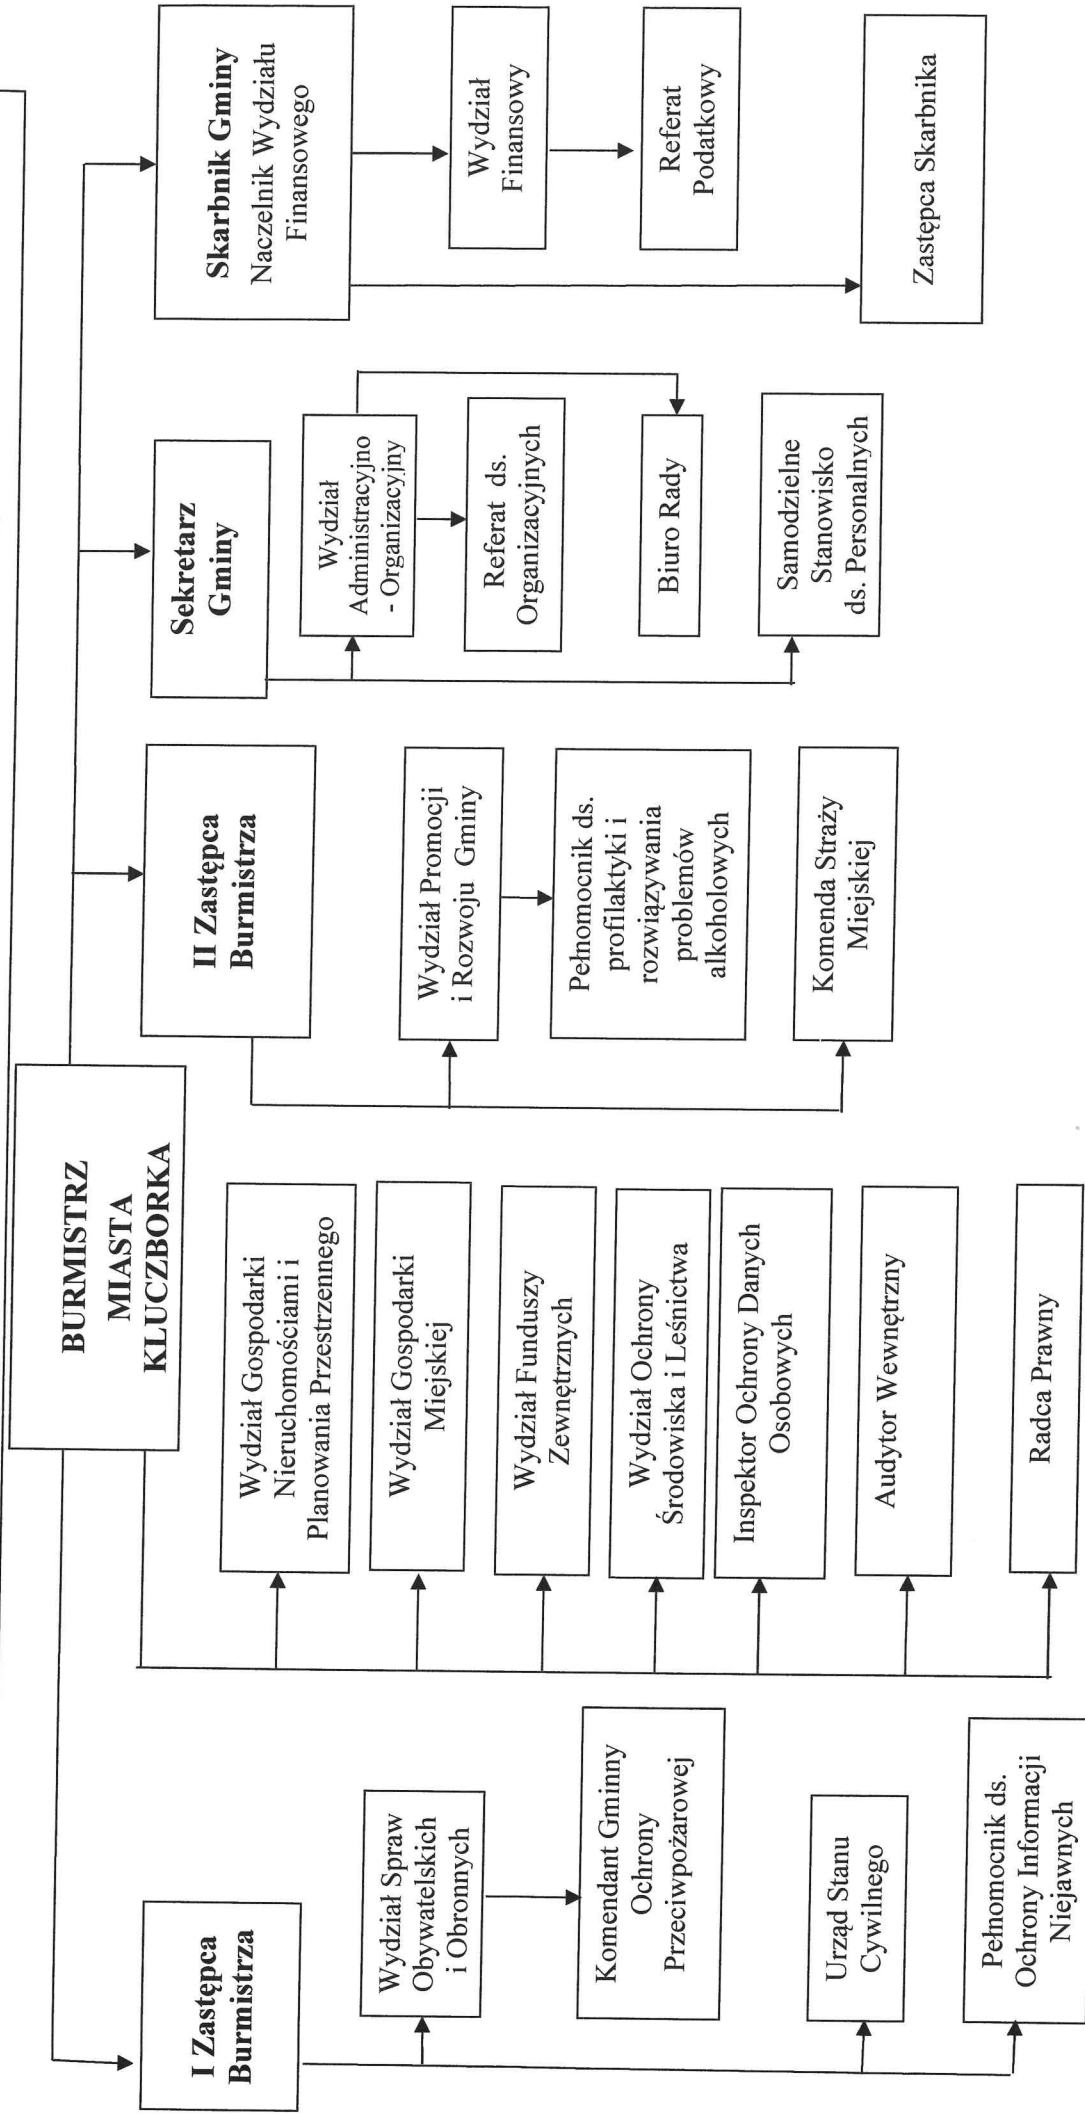 BURMISTRZ
MIASTA
KLUCZBORKA
I Zastępca
Burmistrza
Wydział Spraw
Obywatelskich
i Obronnych
Komendant Gminny
Ochrony
Przeciwpożarowej
Urząd Stanu
Cywilnego
Pełnomocnik ds.
Ochrony Informacji
Niejawnych
Wydział Gospodarki
Nieruchomościami i
Planowania Przestrzennego
Wydział Gospodarki
Miejskiej
Wydział Funduszy
Zewnętrznych
Wydział Ochrony
Środowiska i Leśnictwa
Inspektor Ochrony Danych
Osobowych
Audytor Wewnętrzny
Radca Prawny
II Zastępca
Burmistrza
Wydział Promocji
i Rozwoju Gminy
Pełnomocnik ds.
profilaktyki i
rozwiązywania
problemów
alkoholowych
Komenda Straży
Miejskiej
Sekretarz
Gminy
Wydział
Administracyjno
- Organizacyjny
Referat ds.
Organizacyjnych
Biuro Rady
Samodzielne
Stanowisko
ds. Personalnych
Skarbnik Gminy
Naczelnik Wydziału
Finansowego
Wydział
Finansowy
Referat
Podatkowy
Zastępca Skarbnika